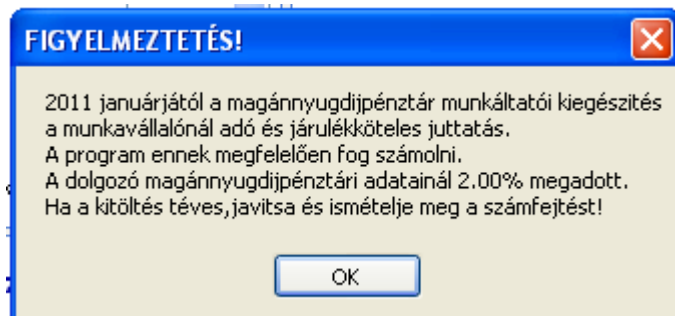 FIGYELMEZTETÉS!
2011 januárjától a magánnyugdijpénztár munkáltatói kiegészités
a munkavállalónál adó és járulékköteles juttatás.
A program ennek megfelelően fog számolni.
A dolgozó magánnyugdijpénztári adatainál 2.00% megadott.
Ha a kitöltés téves,javitsa és ismételje meg a számfejtést!
OK